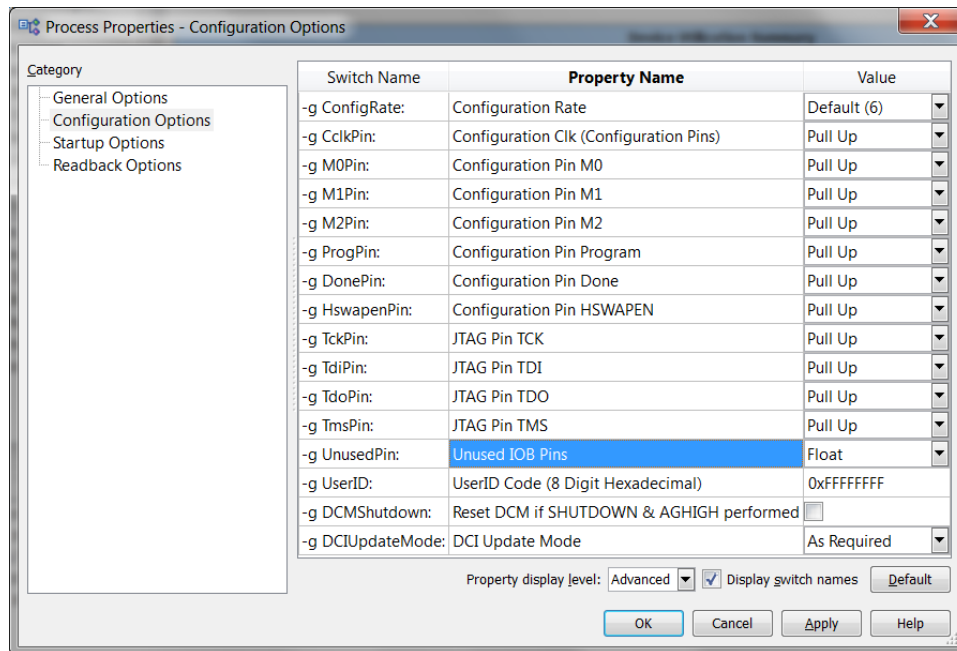 Process Properties - Configuration Options
Category
General Options
Configuration Options
Startup Options
Readback Options
Switch Name Property Name Value
-g ConfigRate: Configuration Rate Default (6)
-g CclkPin: Configuration Clk (Configuration Pins) Pull Up
-g M0Pin: Configuration Pin M0 Pull Up
-g M1Pin: Configuration Pin M1 Pull Up
-g M2Pin: Configuration Pin M2 Pull Up
-g ProgPin: Configuration Pin Program Pull Up
-g DonePin: Configuration Pin Done Pull Up
-g HswapenPin: Configuration Pin HSWAPEN Pull Up
-g TckPin: JTAG Pin TCK Pull Up
-g TdiPin: JTAG Pin TDI Pull Up
-g TdoPin: JTAG Pin TDO Pull Up
-g TmsPin: JTAG Pin TMS Pull Up
-g UnusedPin: Unused IOB Pins Float
-g UserID: UserID Code (8 Digit Hexadecimal) 0xFFFFFFFF
-g DCMShutdown: Reset DCM if SHUTDOWN & AGHIGH performed
-g DCIUpdateMode: DCI Update Mode As Required
Property display level: Advanced Display switch names Default
OK Cancel Apply Help